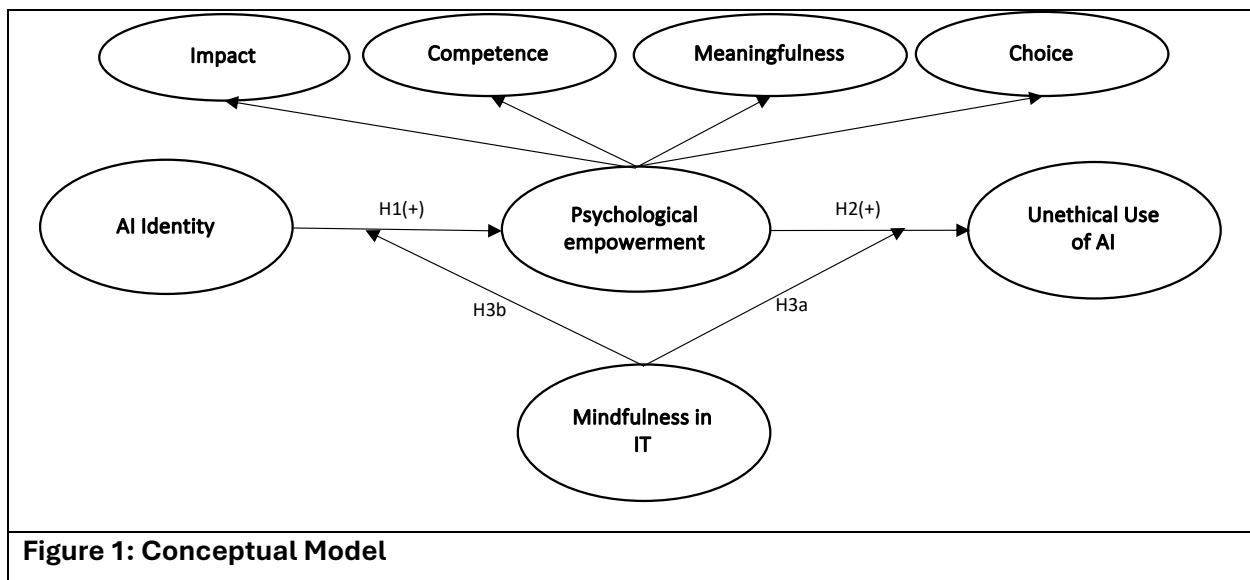 Impact
Competence
Meaningfulness
Choice
AI Identity
H1(+)
Psychological
empowerment
H2(+)
Unethical Use
of AI
H3b
H3a
Mindfulness in
IT
Figure 1: Conceptual Model